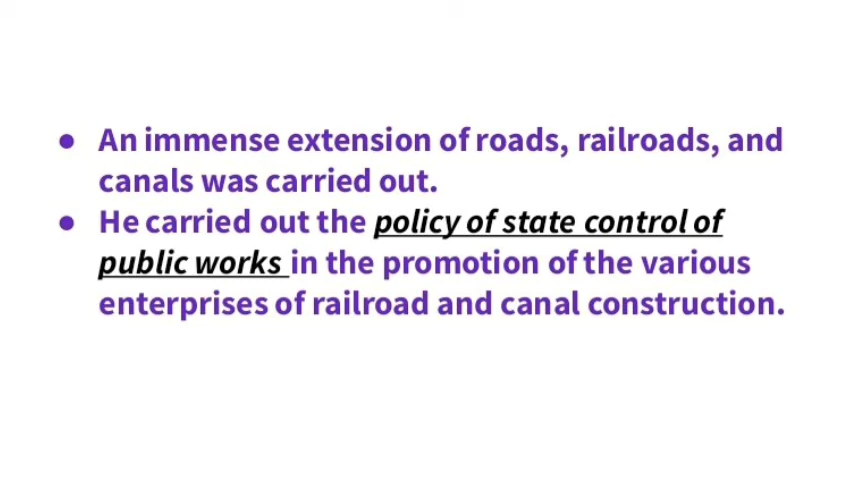 ● An immense extension of roads, railroads, and
canals was carried out.
● He carried out the policy of state control of
public works in the promotion of the various
enterprises of railroad and canal construction.